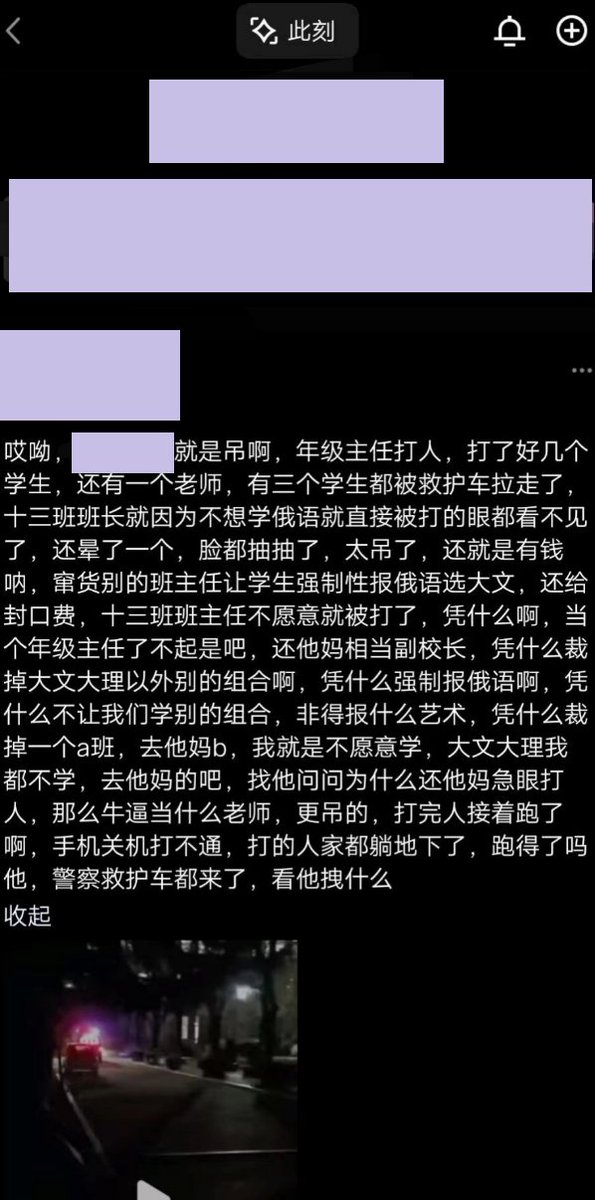 此刻
哎呦，就是吊啊，年级主任打人，打了好几个
学生，还有一个老师，有三个学生都被救护车拉走了，
十三班班长就因为不想学俄语就直接被打的眼都看不见
了，还晕了一个，脸都抽抽了，太吊了，还就是有钱
呐，窜货别的班主任让学生强制性报俄语选大文，还给
封口费，十三班班主任不愿意就被打了，凭什么啊，当
个年级主任了不起是吧，还他妈相当副校长，凭什么裁
掉大文大理以外别的组合啊，凭什么强制报俄语啊，凭
什么不让我们学别的组合，非得报什么艺术，凭什么裁
掉一个a班，去他妈b，我就是不愿意学，大文大理我
都不学，去他妈的吧，找他问问为什么还他妈急眼打
人，那么牛逼当什么老师，更吊的，打完人接着跑了
啊，手机关机打不通，打的人家都躺地下了，跑得了吗
他，警察救护车都来了，看他拽什么
收起